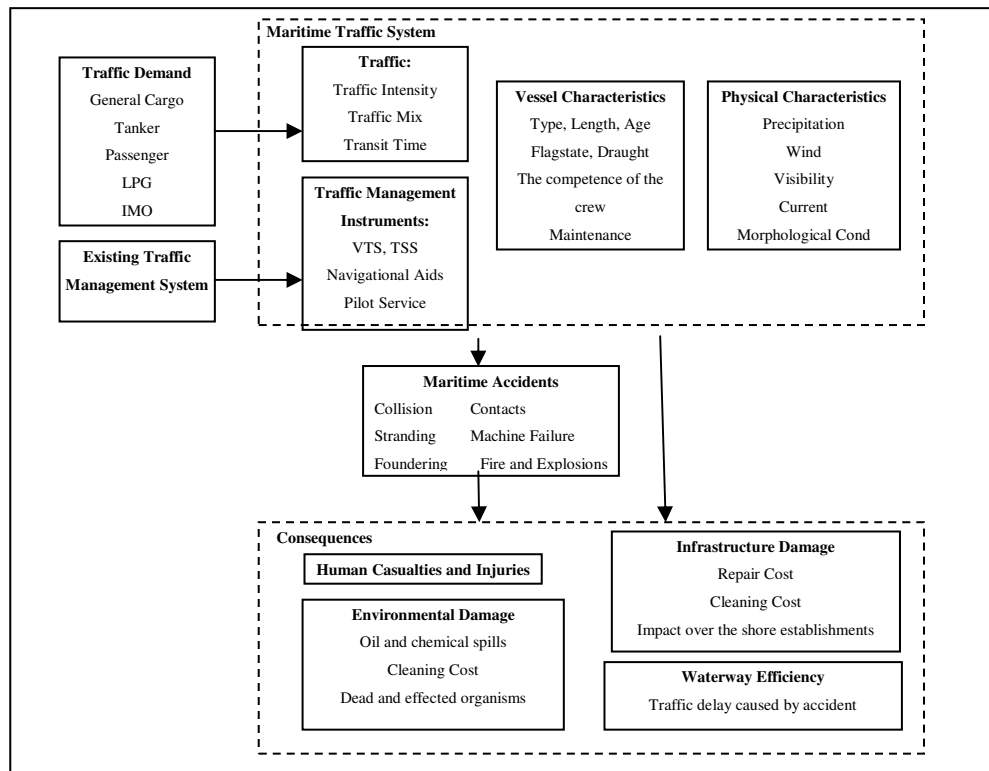 Maritime Traffic System
Traffic Demand
General Cargo
Tanker
Passenger
LPG
IMO
Existing Traffic
Management System
Traffic:
Traffic Intensity
Traffic Mix
Transit Time
Traffic Management
Instruments:
VTS, TSS
Navigational Aids
Pilot Service
Vessel Characteristics
Type, Length, Age
Flagstate, Draught
The competence of the
crew
Maintenance
Physical Characteristics
Precipitation
Wind
Visibility
Current
Morphological Cond
Maritime Accidents
Collision Contacts
Stranding Machine Failure
Foundering Fire and Explosions
Consequences
Human Casualties and Injuries
Environmental Damage
Oil and chemical spills
Cleaning Cost
Dead and effected organisms
Infrastructure Damage
Repair Cost
Cleaning Cost
Impact over the shore establishments
Waterway Efficiency
Traffic delay caused by accident